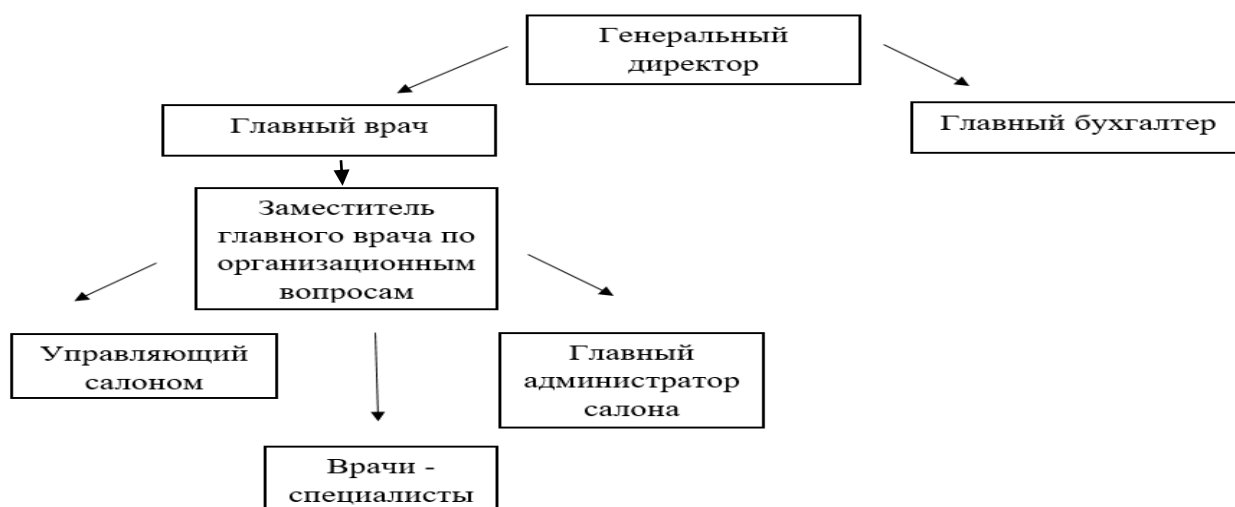 Генеральный
директор
Главный врач
Главный бухгалтер
Заместитель
главного врача по
организационным
вопросам
Управляющий
салоном
Главный
администратор
салона
Врачи -
специалисты